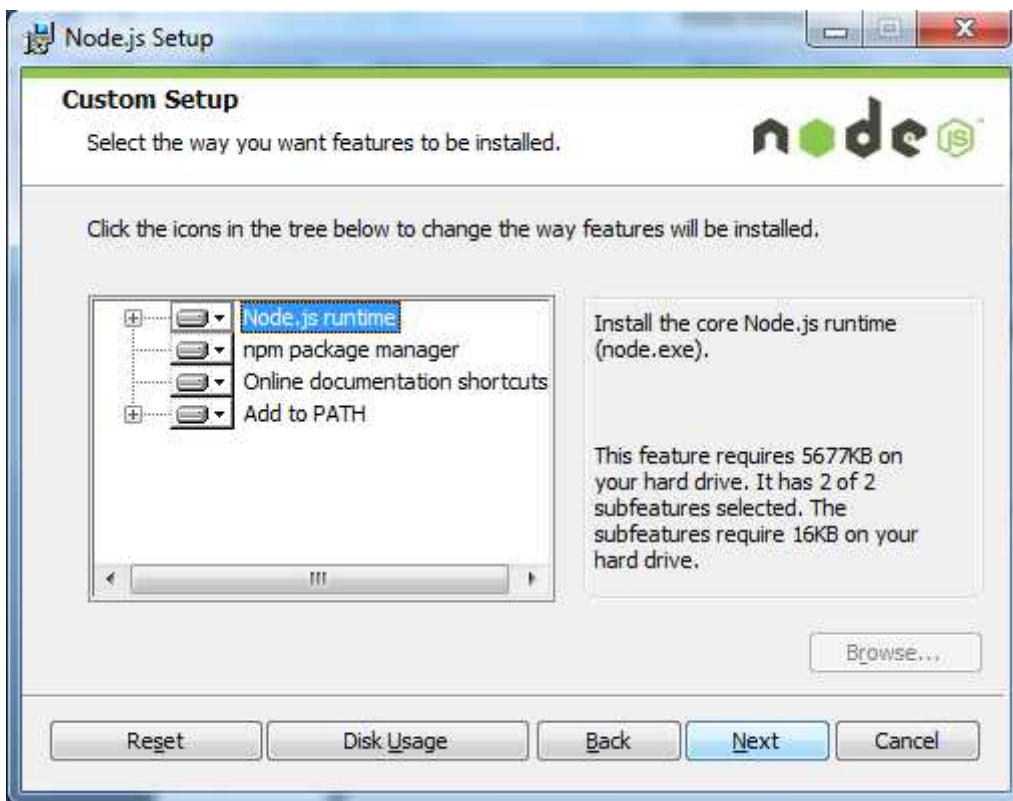 Node.js Setup
Custom Setup
Select the way you want features to be installed.
node JS
Click the icons in the tree below to change the way features will be installed.
Node.js runtime
npm package manager
Online documentation shortcuts
Add to PATH
Install the core Node.js runtime
(node.exe).
This feature requires 5677KB on
your hard drive. It has 2 of 2
subfeatures selected. The
subfeatures require 16KB on your
hard drive.
Browse...
Reset
Disk Usage
Back
Next
Cancel